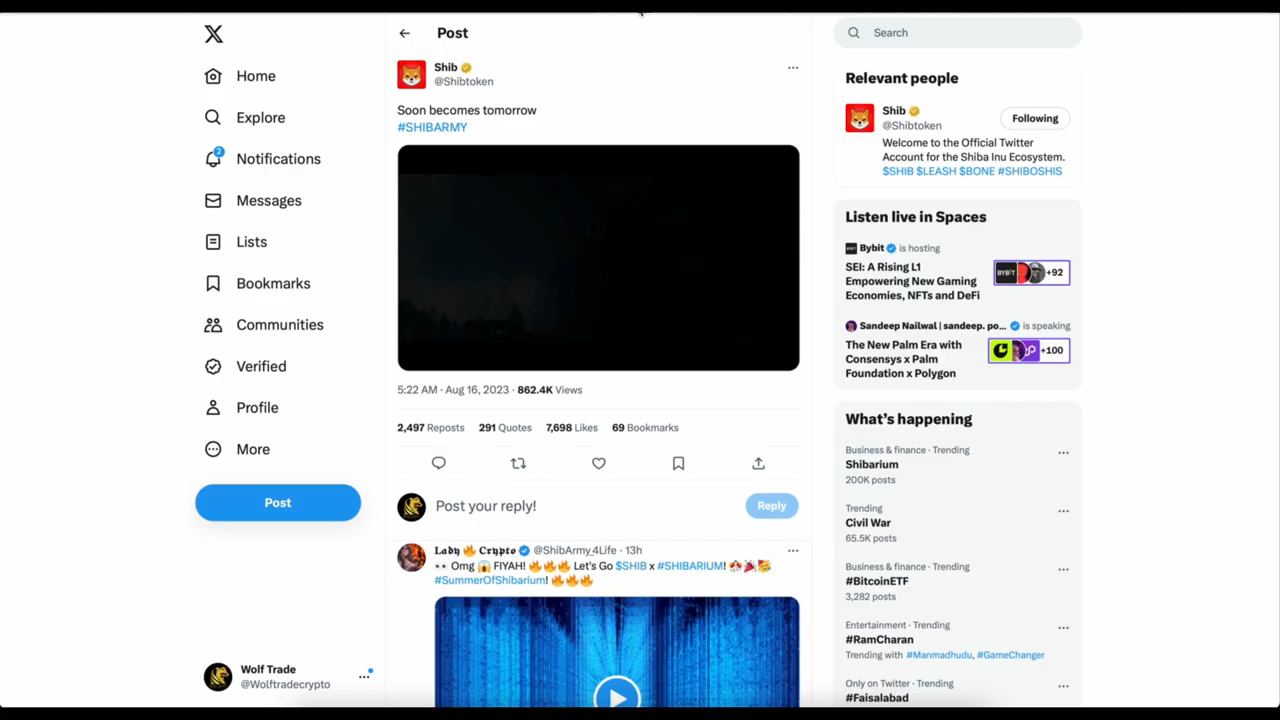 Home
Explore
2
Notifications
Messages
Lists
Bookmarks
Communities
Verified
Profile
More
Post
Wolf Trade
@Wolftradecrypto
Post
Shib
@Shibtoken
Soon becomes tomorrow
#SHIBARMY
5:22 AM · Aug 16, 2023 · 862.4K Views
2,497 Reposts 291 Quotes 7,698 Likes 69 Bookmarks
Post your reply!
Reply
𝕷𝖆𝖉𝖞 🔥 𝕮𝖗𝖞𝖕𝖙𝖔 @ShibArmy_4Life · 13h
👀 Omg 😱 FIYAH! 🔥🔥🔥 Let's Go $SHIB x #SHIBARIUM! 🎊🎉🥳
#SummerOfShibarium! 🔥🔥🔥
Search
Relevant people
Shib
@Shibtoken
Following
Welcome to the Official Twitter
Account for the Shiba Inu Ecosystem.
$SHIB $LEASH $BONE #SHIBOSHIS
Listen live in Spaces
Bybit is hosting
SEI: A Rising L1
Empowering New Gaming
Economies, NFTs and DeFi
BYBIT
+92
Sandeep Nailwal | sandeep. po... is speaking
The New Palm Era with
Consensys x Palm
Foundation x Polygon
+100
What's happening
Business & finance · Trending
Shibarium
200K posts
Trending
Civil War
65.5K posts
Business & finance · Trending
#BitcoinETF
3,282 posts
Entertainment · Trending
#RamCharan
Trending with #Manmadhudu, #GameChanger
Only on Twitter · Trending
#Faisalabad